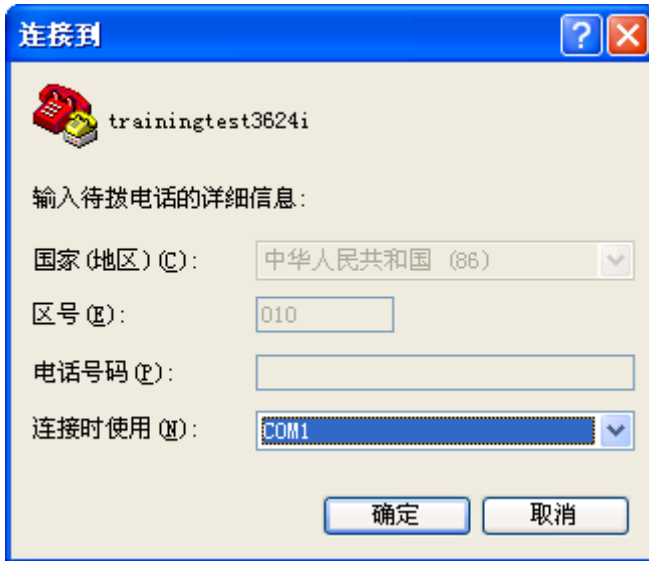 连接到
trainingtest3624i
输入待拨电话的详细信息:
国家(地区)(C): 中华人民共和国 (86)
区号(E): 010
电话号码(P):
连接时使用(N): COM1
确定 取消